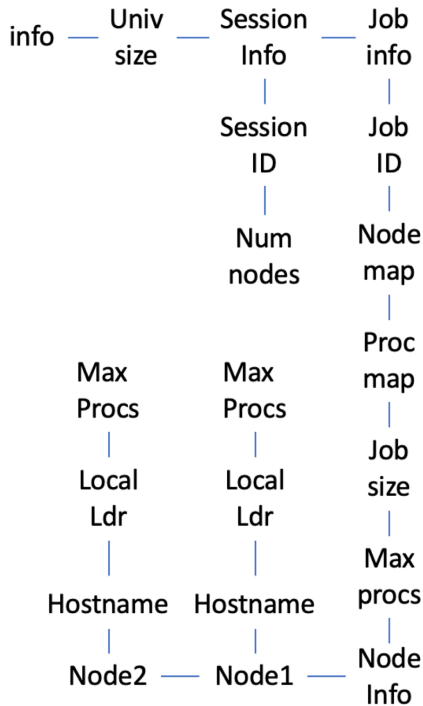 info
Univ
size
Session
Info
Job
info
Session
ID
Job
ID
Num
nodes
Node
map
Proc
map
Max
Procs
Max
Procs
Job
size
Local
Ldr
Local
Ldr
Max
procs
Hostname
Hostname
Node2
Node1
Node
Info